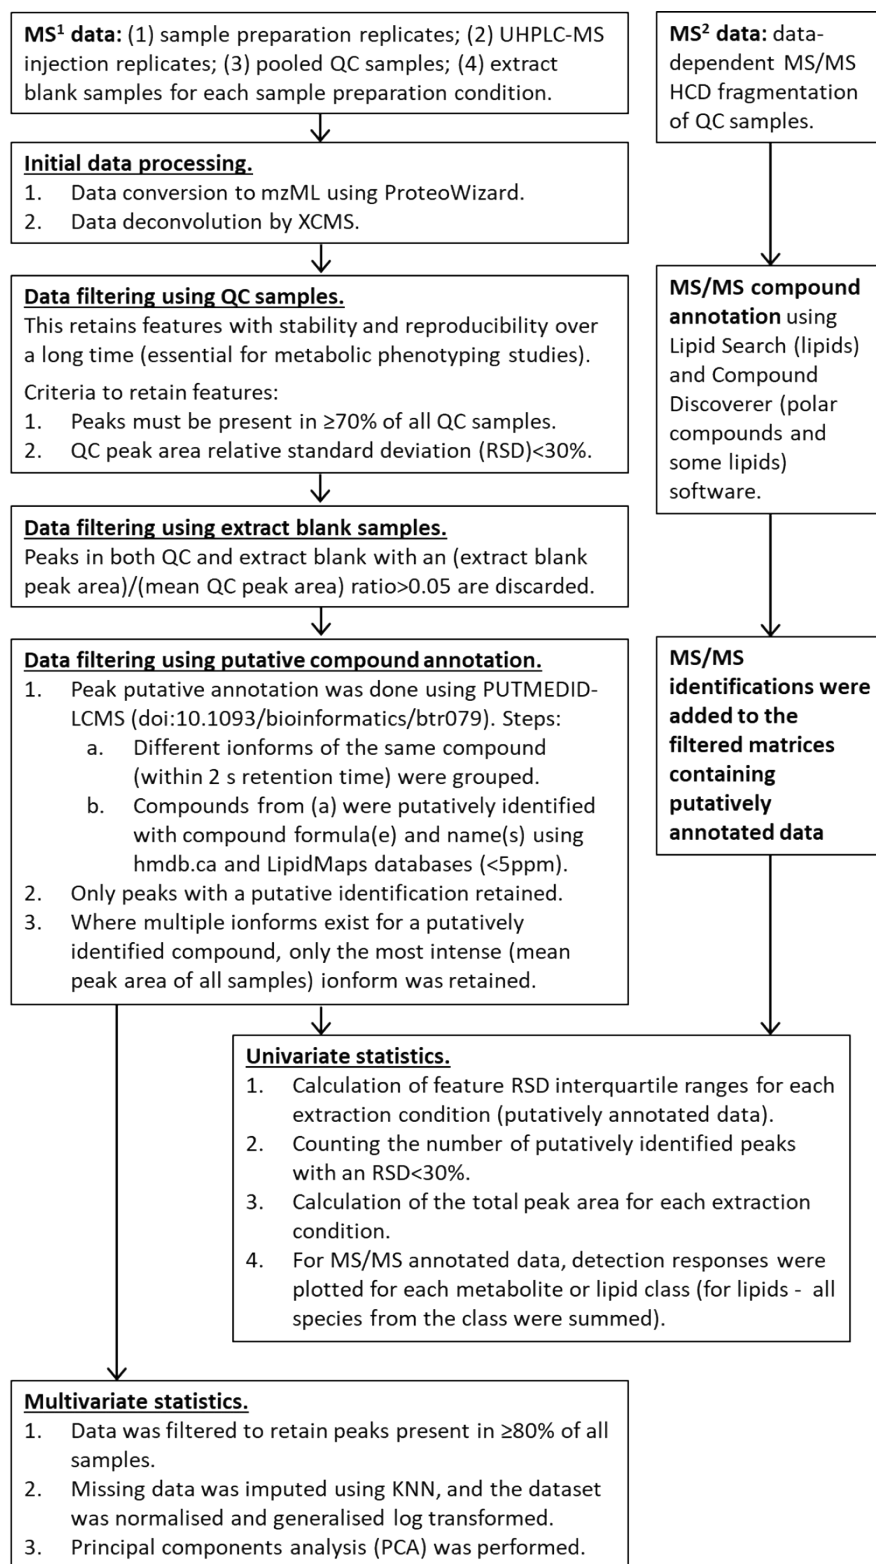 MS¹ data: (1) sample preparation replicates; (2) UHPLC-MS
injection replicates; (3) pooled QC samples; (4) extract
blank samples for each sample preparation condition.
MS² data: data-
dependent MS/MS
HCD fragmentation
of QC samples.
Initial data processing.
1. Data conversion to mzML using ProteoWizard.
2. Data deconvolution by XCMS.
Data filtering using QC samples.
This retains features with stability and reproducibility over
a long time (essential for metabolic phenotyping studies).
Criteria to retain features:
1. Peaks must be present in ≥70% of all QC samples.
2. QC peak area relative standard deviation (RSD)<30%.
MS/MS compound
annotation using
Lipid Search (lipids)
and Compound
Discoverer (polar
compounds and
some lipids)
software.
Data filtering using extract blank samples.
Peaks in both QC and extract blank with an (extract blank
peak area)/(mean QC peak area) ratio>0.05 are discarded.
Data filtering using putative compound annotation.
1. Peak putative annotation was done using PUTMEDID-
LCMS (doi:10.1093/bioinformatics/btr079). Steps:
a. Different ionforms of the same compound
(within 2 s retention time) were grouped.
b. Compounds from (a) were putatively identified
with compound formula(e) and name(s) using
hmdb.ca and LipidMaps databases (<5ppm).
2. Only peaks with a putative identification retained.
3. Where multiple ionforms exist for a putatively
identified compound, only the most intense (mean
peak area of all samples) ionform was retained.
MS/MS
identifications were
added to the
filtered matrices
containing
putatively
annotated data
Univariate statistics.
1. Calculation of feature RSD interquartile ranges for each
extraction condition (putatively annotated data).
2. Counting the number of putatively identified peaks
with an RSD<30%.
3. Calculation of the total peak area for each extraction
condition.
4. For MS/MS annotated data, detection responses were
plotted for each metabolite or lipid class (for lipids - all
species from the class were summed).
Multivariate statistics.
1. Data was filtered to retain peaks present in ≥80% of all
samples.
2. Missing data was imputed using KNN, and the dataset
was normalised and generalised log transformed.
3. Principal components analysis (PCA) was performed.